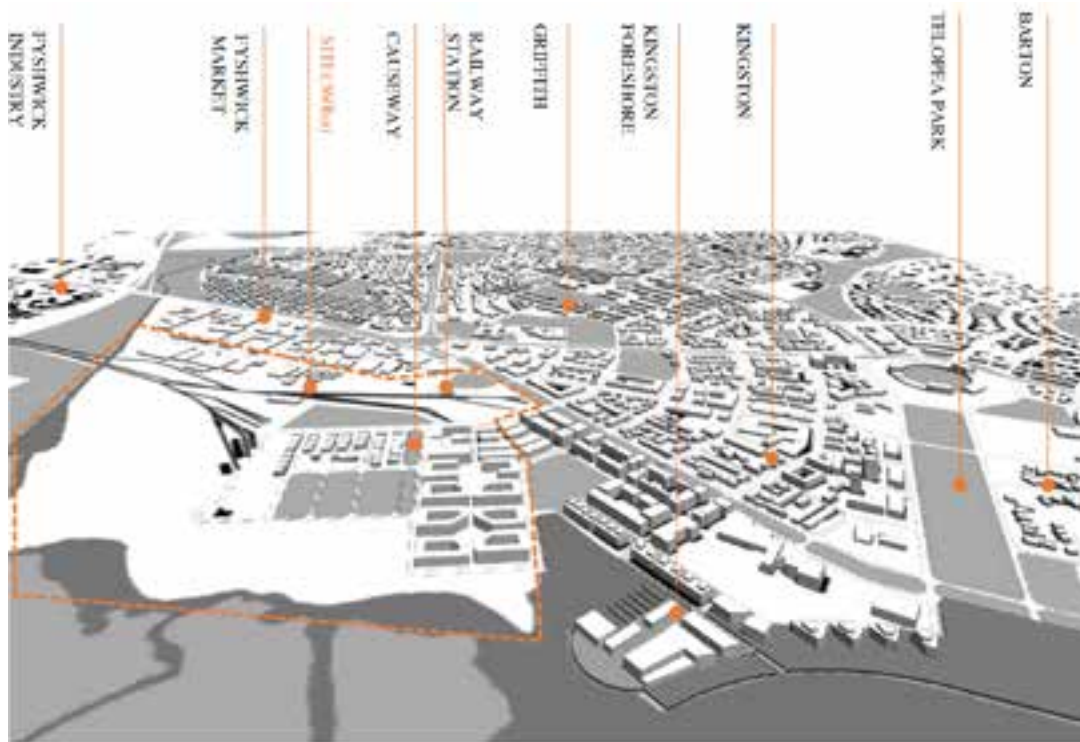 FYSHWICK
INDUSTRY
FYSHWICK
MARKET
CAUSEWAY
RAILWAY
STATION
GRIFFITH
KINGSTON
FORESHORE
KINGSTON
TELOPEA PARK
BARTON